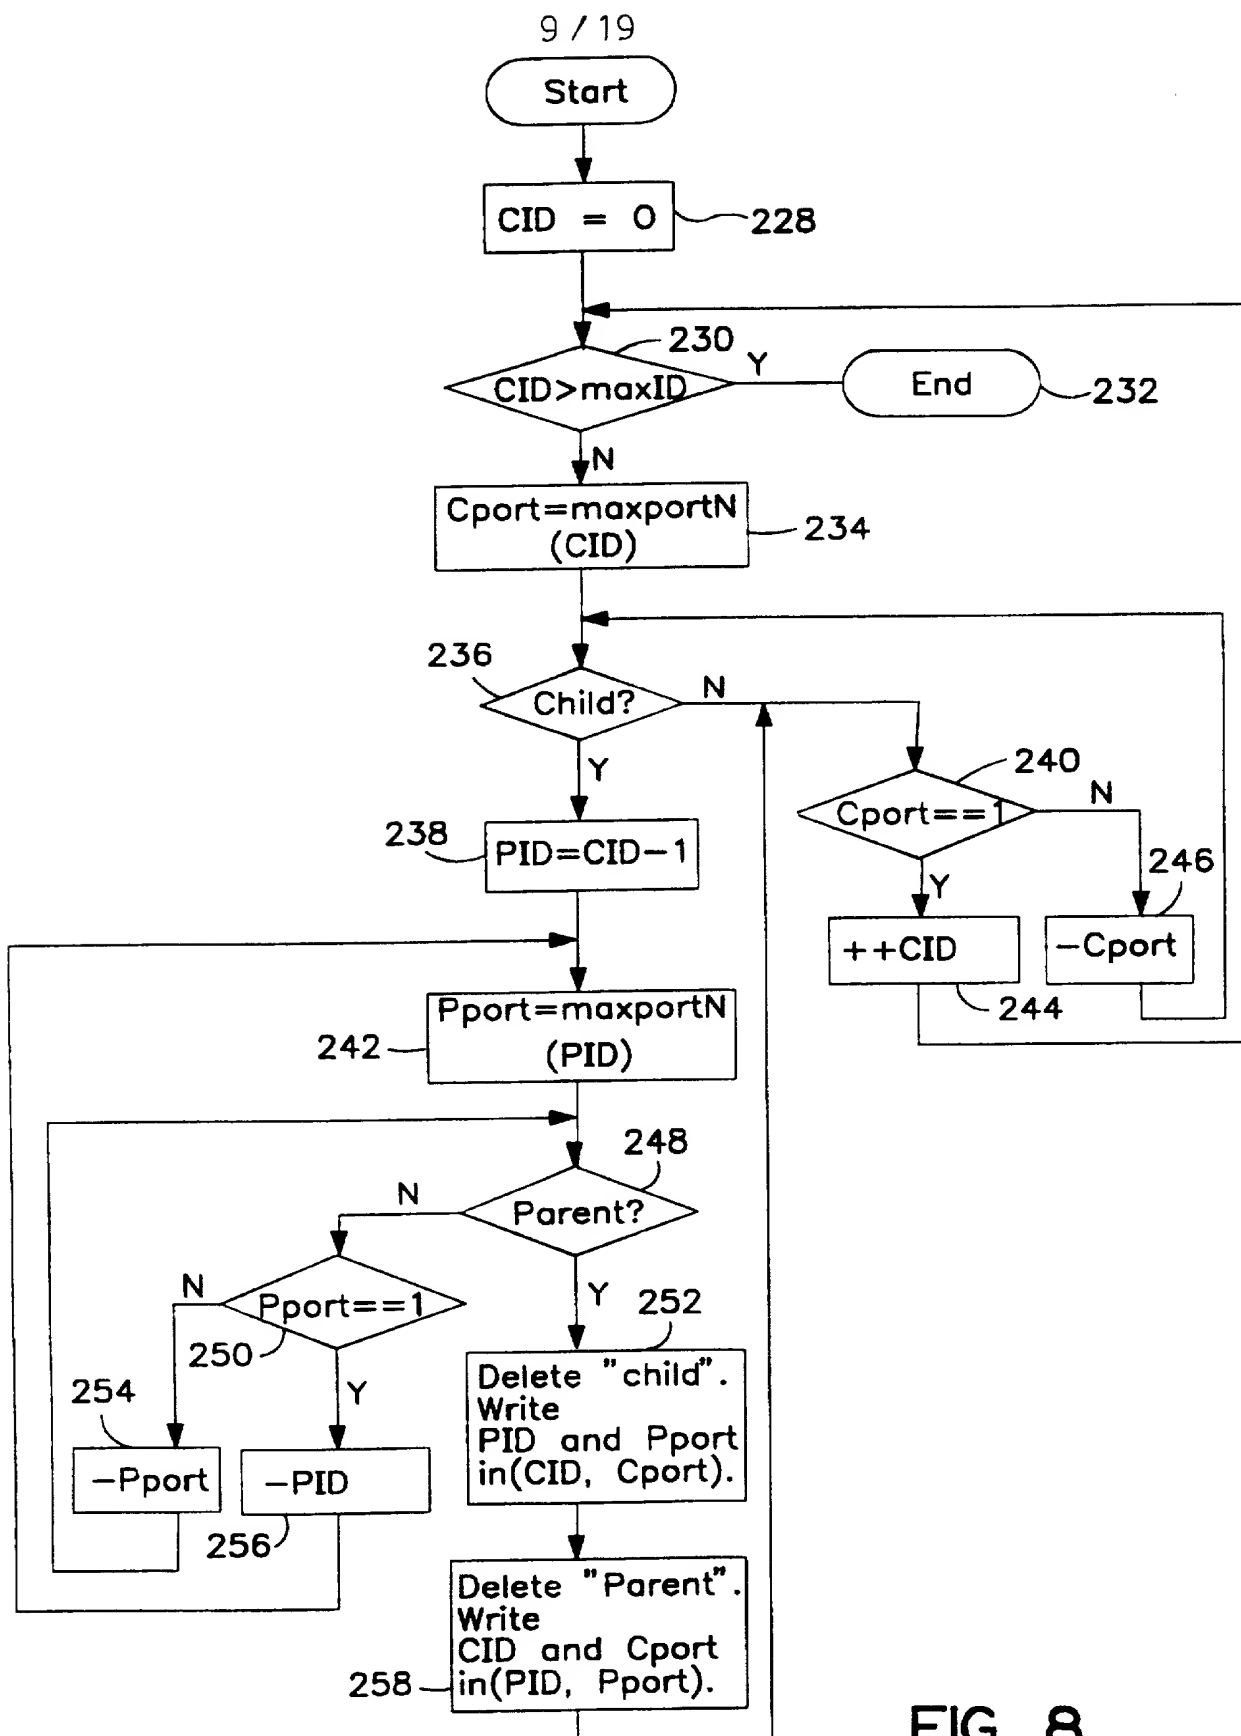 9 / 19
Start
CID = 0
228
230
CID>maxID
Y
End
232
N
Cport=maxportN
(CID)
234
236
Child?
N
Y
240
Cport==1
N
238
PID=CID-1
Y
246
++CID
-Cport
244
Pport=maxportN
(PID)
242
248
Parent?
N
Y
N
Pport==1
250
252
254
Y
Delete "child".
Write
PID and Pport
in(CID, Cport).
-Pport
-PID
256
Delete "Parent".
Write
CID and Cport
in(PID, Pport).
258
FIG. 8